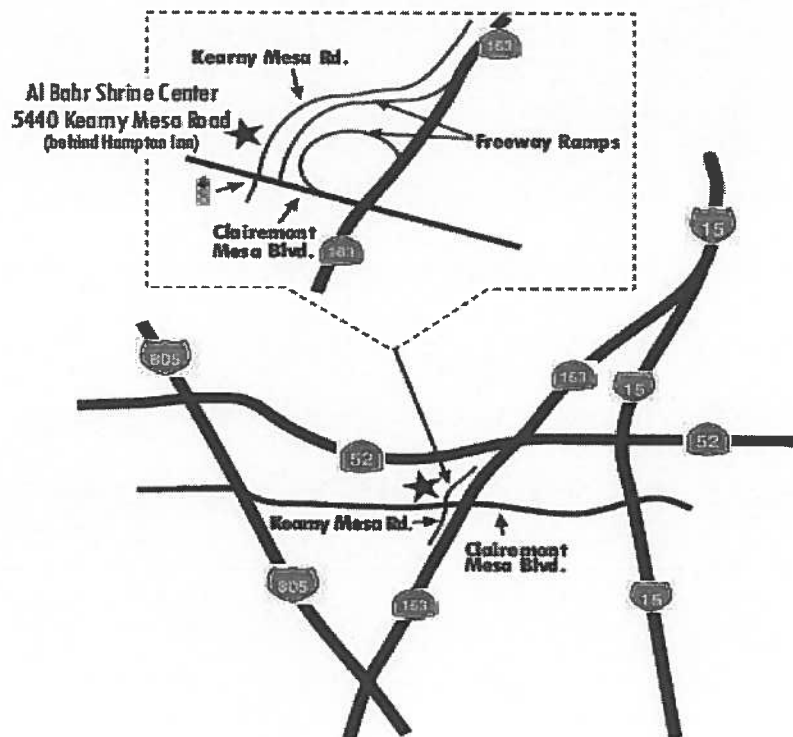 163
Kearny Mesa Rd.
Al Bahr Shrine Center
5440 Kearny Mesa Road
(behind Hampton Inn)
Freeway Ramps
Clairemont
Mesa Blvd.
163
15
805
163
15
52
52
Kearny Mesa Rd.
Clairemont
Mesa Blvd.
805
163
15